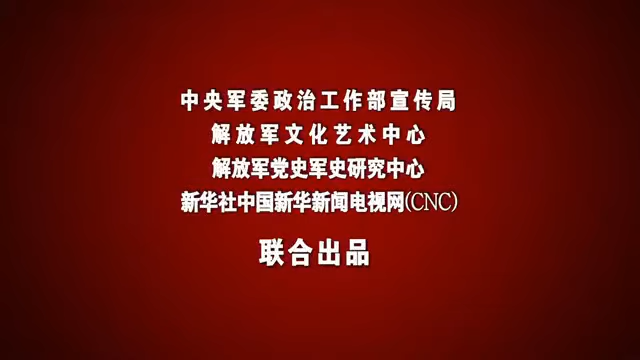 中央军委政治工作部宣传局
解放军文化艺术中心
解放军党史军史研究中心
新华社中国新华新闻电视网(CNC)
联合出品